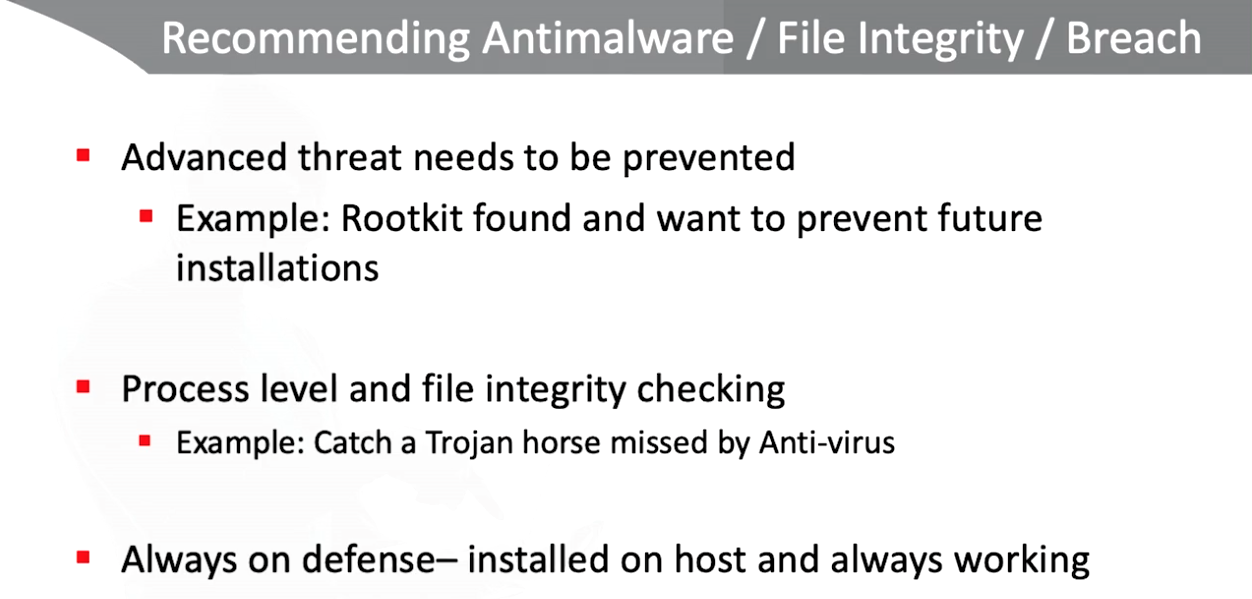 Recommending Antimalware / File Integrity / Breach
Advanced threat needs to be prevented
Example: Rootkit found and want to prevent future
installations
Process level and file integrity checking
Example: Catch a Trojan horse missed by Anti-virus
Always on defense– installed on host and always working